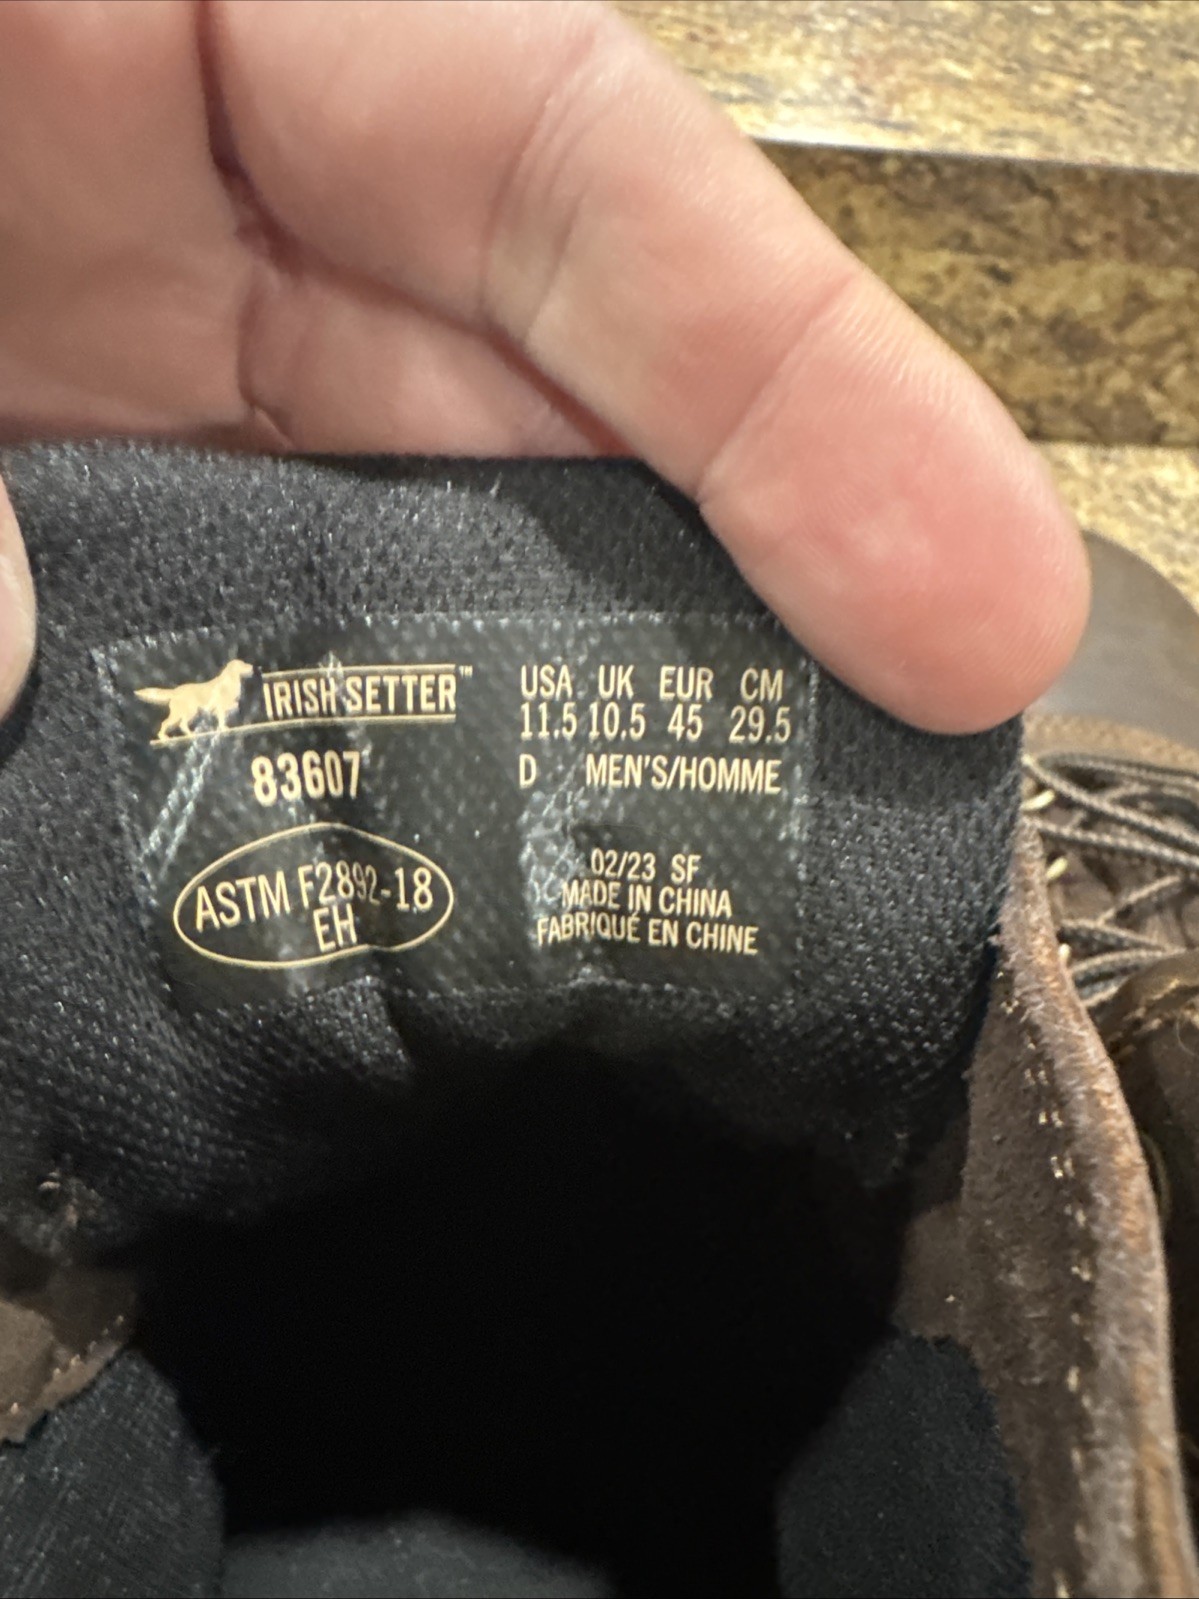 IRISH SETTER™
83607
ASTM F2892-18
EH
USA UK EUR CM
11.5 10.5 45 29.5
D MEN'S/HOMME
02/23 SF
MADE IN CHINA
FABRIQUÉ EN CHINE